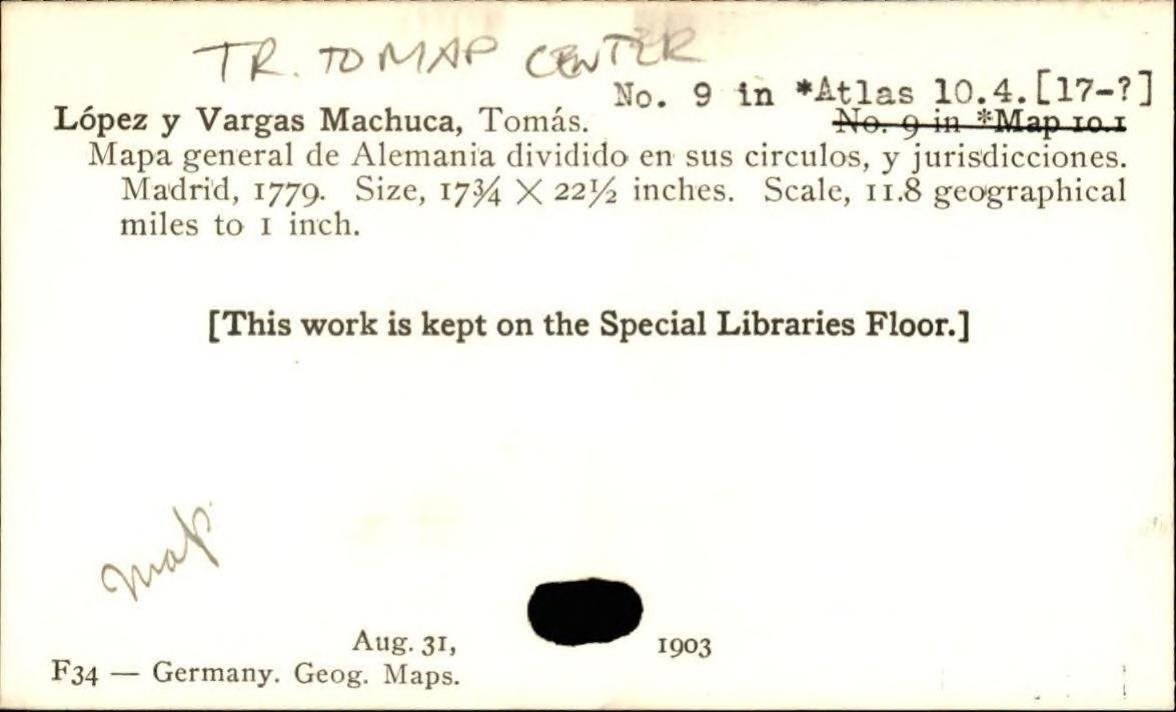 TR. TO MAP CENTER
No. 9 in *Atlas 10.4.[17-?]
López y Vargas Machuca, Tomás. No. 9 in *Map 10.1
Mapa general de Alemania dividido en sus circulos, y jurisdicciones.
Madrid, 1779. Size, 17¾ X 22½ inches. Scale, 11.8 geographical
miles to 1 inch.
[This work is kept on the Special Libraries Floor.]
map
Aug. 31, 1903
F34 — Germany. Geog. Maps.